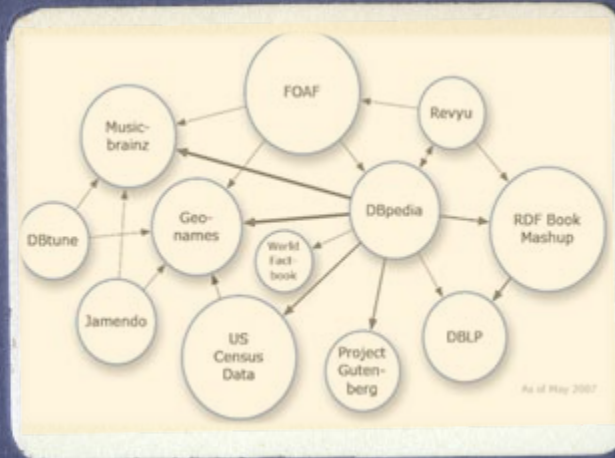 FOAF
Music-
brainz
Revyu
DBpedia
Geo-
names
RDF Book
Mashup
DBtune
World
Fact-
book
Jamendo
US
Census
Data
Project
Guten-
berg
DBLP
As of May 2007